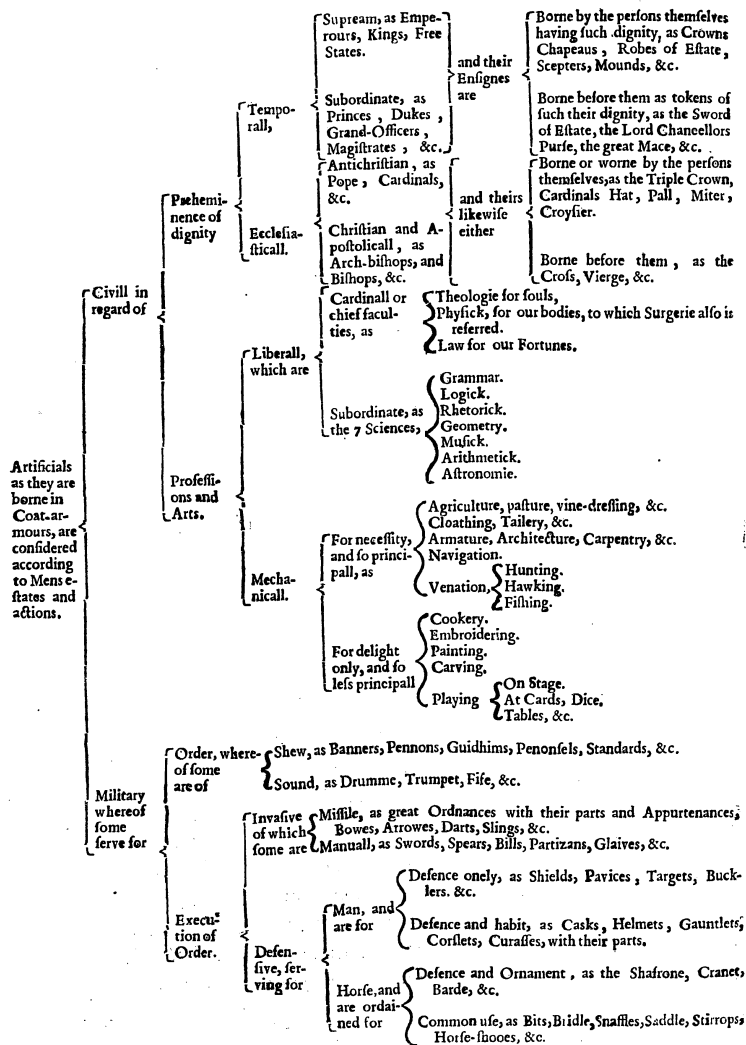 Artificials
as they are
borne in
Coat-ar-
mours, are
conſidered
according
to Mens e-
ſtates and
actions.
Civill in
regard of
Præhemi-
nence of
dignity
Tempo-
rall,
Supream, as Empe-
rours, Kings, Free
States.
Subordinate, as
Princes, Dukes,
Grand-Officers,
Magiſtrates, &c.
and their
Enſignes
are
Borne by the perſons themſelves
having ſuch dignity, as Crowns
Chapeaus, Robes of Eſtate,
Scepters, Mounds, &c.
Borne before them as tokens of
ſuch their dignity, as the Sword
of Eſtate, the Lord Chancellors
Purſe, the great Mace, &c.
Eccleſia-
ſticall.
Antichriſtian, as
Pope, Cardinals,
&c.
Chriſtian and A-
poſtolicall, as
Arch-biſhops, and
Biſhops, &c.
and theirs
likewiſe
either
Borne or worne by the perſons
themſelves, as the Triple Crown,
Cardinals Hat, Pall, Miter,
Croyſier.
Borne before them, as the
Croſs, Vierge, &c.
Profeſſi-
ons and
Arts.
Liberall,
which are
Cardinall or
chief facul-
ties, as
Theologie for ſouls,
Phyſick, for our bodies, to which Surgerie alſo is
referred.
Law for our Fortunes.
Subordinate, as
the 7 Sciences,
Grammar.
Logick.
Rhetorick.
Geometry.
Muſick.
Arithmetick.
Aſtronomie.
Mecha-
nicall.
For neceſſity,
and ſo princi-
pall, as
Agriculture, paſture, vine-dreſſing, &c.
Cloathing, Tailery, &c.
Armature, Architecture, Carpentry, &c.
Navigation.
Venation,
Hunting.
Hawking.
Fiſhing.
For delight
only, and ſo
leſs principall
Cookery.
Embroidering.
Painting.
Carving.
Playing
On Stage.
At Cards, Dice.
Tables, &c.
Military
whereof
ſome
ſerve for
Order, where-
of ſome
are of
Shew, as Banners, Pennons, Guidhims, Penonſels, Standards, &c.
Sound, as Drumme, Trumpet, Fife, &c.
Execu-
tion of
Order.
Invaſive
of which
ſome are
Miſſile, as great Ordnances with their parts and Appurtenances,
Bowes, Arrowes, Darts, Slings, &c.
Manuall, as Swords, Spears, Bills, Partizans, Glaives, &c.
Defen-
ſive, ſer-
ving for
Man, and
are for
Defence onely, as Shields, Pavices, Targets, Buck-
lers. &c.
Defence and habit, as Casks, Helmets, Gauntlets,
Corſlets, Curaſſes, with their parts.
Horſe, and
are ordai-
ned for
Defence and Ornament, as the Shafrone, Cranet,
Barde, &c.
Common uſe, as Bits, Bridle, Snaffles, Saddle, Stirrops,
Horſe-ſhooes, &c.